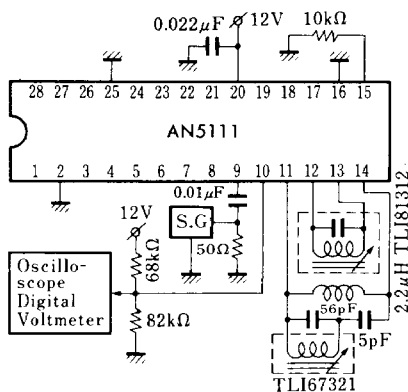 0.022μF
12V
10kΩ
28 27 26 25 24 23 22 21 20 19 18 17 16 15
AN5111
1 2 3 4 5 6 7 8 9 10 11 12 13 14
0.01μF
12V
S.G
50Ω
68kΩ
Oscillo-
scope
Digital
Voltmeter
82kΩ
TLI81312
2.2μH
56pF
5pF
TLI67321